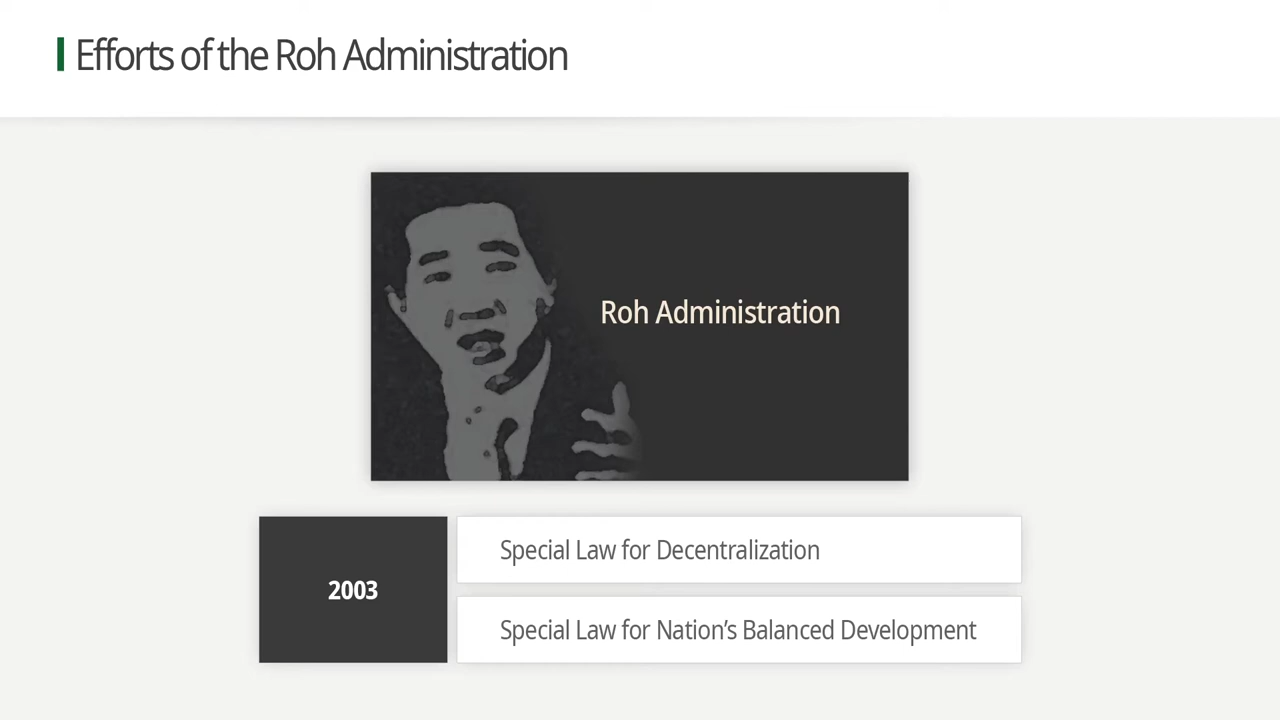 Efforts of the Roh Administration
Roh Administration
2003
Special Law for Decentralization
Special Law for Nation’s Balanced Development